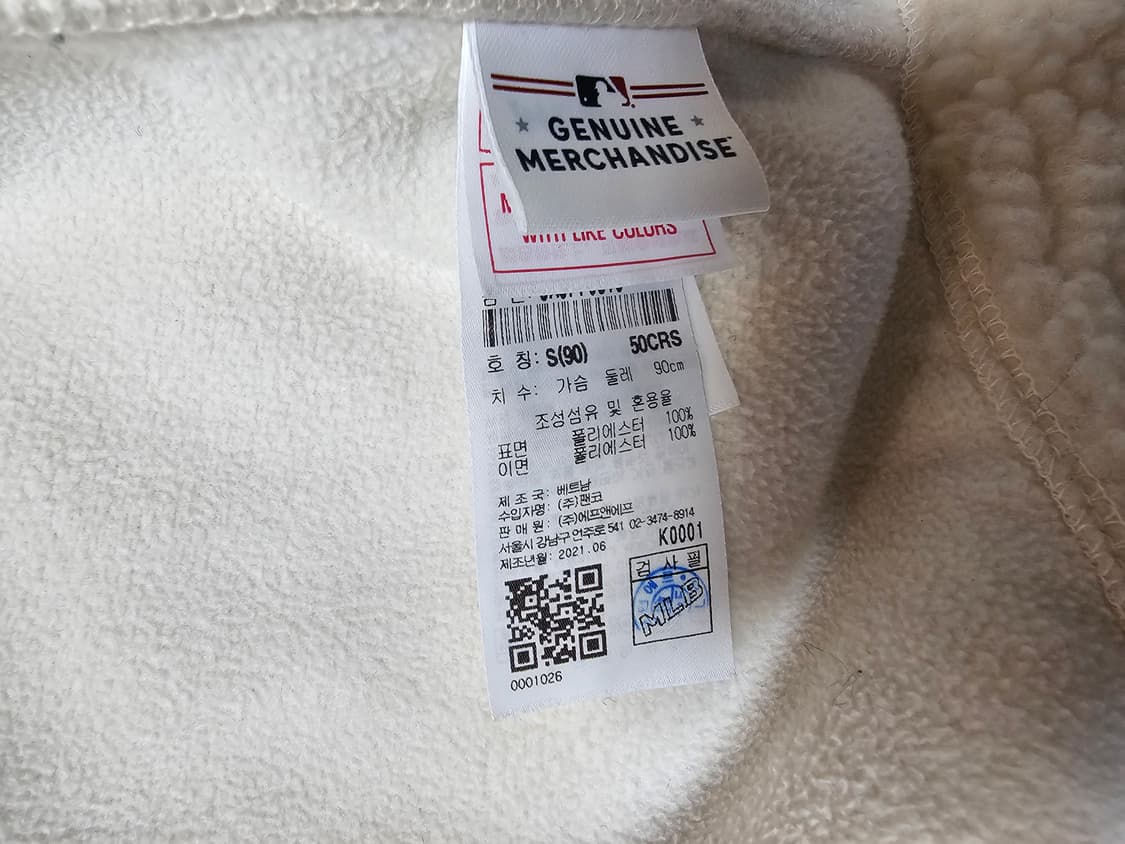 GENUINE
MERCHANDISE™
WITH LIKE COLORS
호 칭: S(90) 50CRS
치 수: 가슴 둘레 90cm
조성섬유 및 혼용율
표면 폴리에스터 100%
이면 폴리에스터 100%
제 조 국: 베트남
수입자명: (주)팬코
판 매 원: (주)에프앤에프
서울시 강남구 언주로 541 02-3474-8914
제조년월: 2021.06 K0001
검 사 필
MLB
0001026